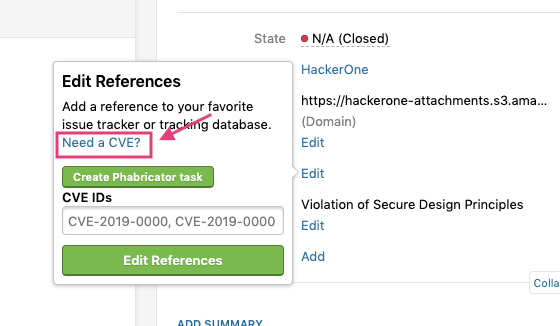 State
N/A (Closed)
HackerOne
https://hackerone-attachments.s3.ama...
(Domain)
Edit
Edit
Violation of Secure Design Principles
Edit
Add
Edit References
Add a reference to your favorite
issue tracker or tracking database.
Need a CVE?
Create Phabricator task
CVE IDs
CVE-2019-0000, CVE-2019-0000
Edit References
Colla
ADD SUMMARY